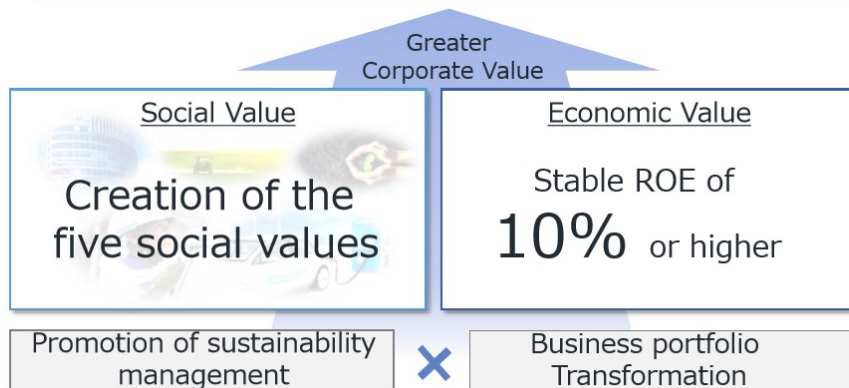 Greater
Corporate Value
Social Value
Creation of the
five social values
Economic Value
Stable ROE of
10% or higher
Promotion of sustainability
management
×
Business portfolio
Transformation